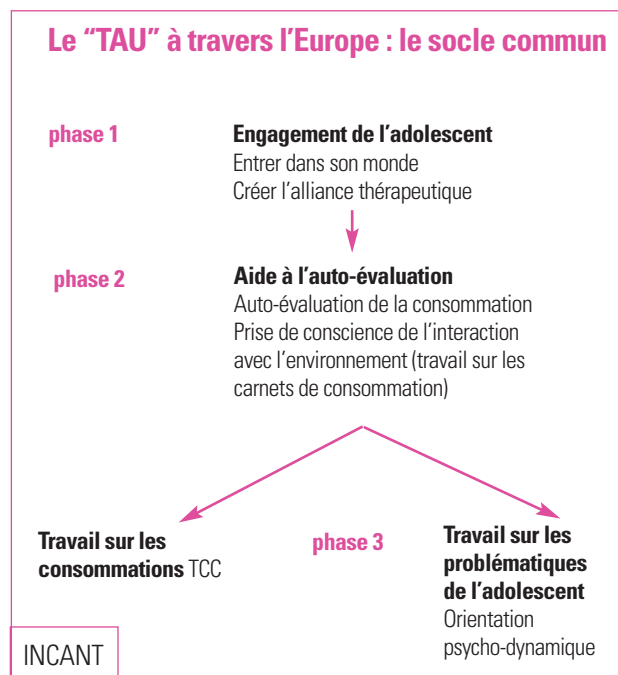 Le “TAU” à travers l’Europe : le socle commun
phase 1
Engagement de l’adolescent
Entrer dans son monde
Créer l’alliance thérapeutique
phase 2
Aide à l’auto-évaluation
Auto-évaluation de la consommation
Prise de conscience de l’interaction
avec l’environnement (travail sur les
carnets de consommation)
Travail sur les
consommations TCC
phase 3
Travail sur les
problématiques
de l’adolescent
Orientation
psycho-dynamique
INCANT